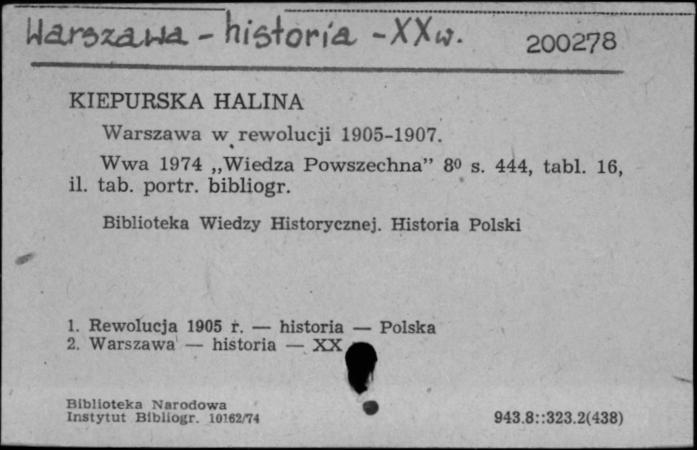 Warszawa - historia - XX w.
200278
KIEPURSKA HALINA
Warszawa w rewolucji 1905-1907.
Wwa 1974 „Wiedza Powszechna” 8⁰ s. 444, tabl. 16,
il. tab. portr. bibliogr.
Biblioteka Wiedzy Historycznej. Historia Polski
1. Rewolucja 1905 r. — historia — Polska
2. Warszawa — historia — XX
Biblioteka Narodowa
Instytut Bibliogr. 10162/74
943.8::323.2(438)